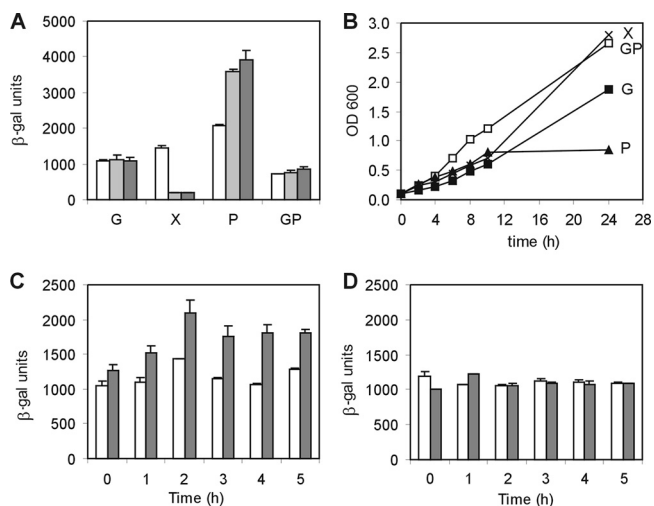 A
β-gal units
5000
4000
3000
2000
1000
0
G X P GP
B
OD 600
3.0
2.5
2.0
1.5
1.0
0.5
0.0
X
GP
G
P
0 4 8 12 16 20 24 28
time (h)
C
β-gal units
2500
2000
1500
1000
500
0
0 1 2 3 4 5
Time (h)
D
β-gal units
2500
2000
1500
1000
500
0
0 1 2 3 4 5
Time (h)